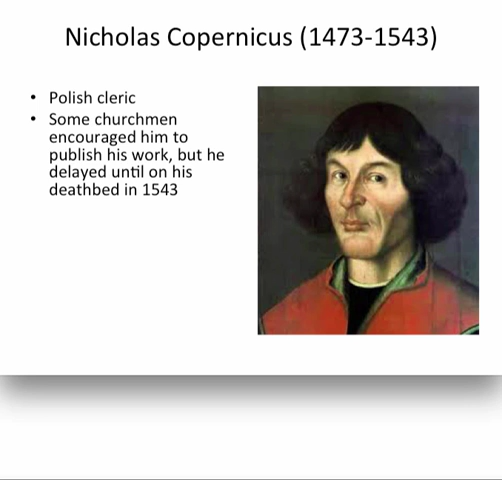 Nicholas Copernicus (1473-1543)
• Polish cleric
• Some churchmen
encouraged him to
publish his work, but he
delayed until on his
deathbed in 1543